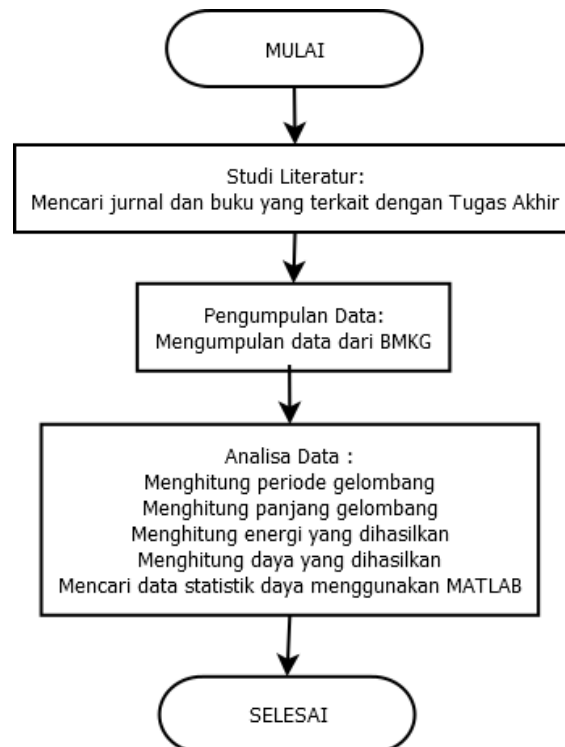 MULAI
Studi Literatur:
Mencari jurnal dan buku yang terkait dengan Tugas Akhir
Pengumpulan Data:
Mengumpulan data dari BMKG
Analisa Data :
Menghitung periode gelombang
Menghitung panjang gelombang
Menghitung energi yang dihasilkan
Menghitung daya yang dihasilkan
Mencari data statistik daya menggunakan MATLAB
SELESAI